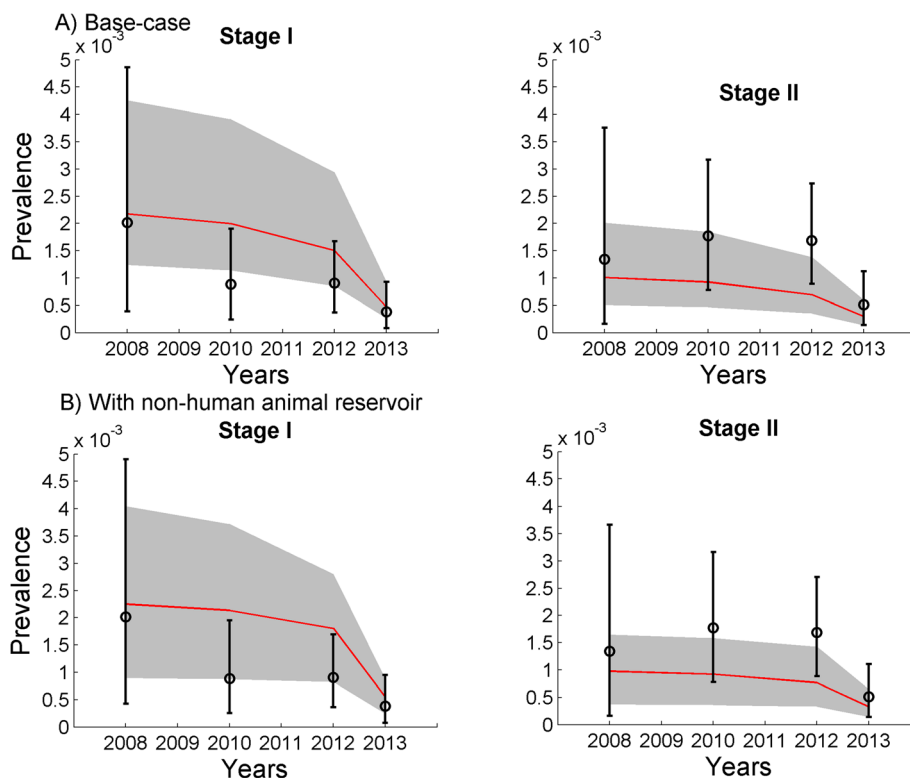 A) Base-case
Stage I
x 10^-3
5
4.5
4
3.5
3
2.5
2
1.5
1
0.5
0
Prevalence
2008 2009 2010 2011 2012 2013
Years
Stage II
x 10^-3
5
4.5
4
3.5
3
2.5
2
1.5
1
0.5
0
2008 2009 2010 2011 2012 2013
Years
B) With non-human animal reservoir
Stage I
x 10^-3
5
4.5
4
3.5
3
2.5
2
1.5
1
0.5
0
Prevalence
2008 2009 2010 2011 2012 2013
Years
Stage II
x 10^-3
5
4.5
4
3.5
3
2.5
2
1.5
1
0.5
0
2008 2009 2010 2011 2012 2013
Years